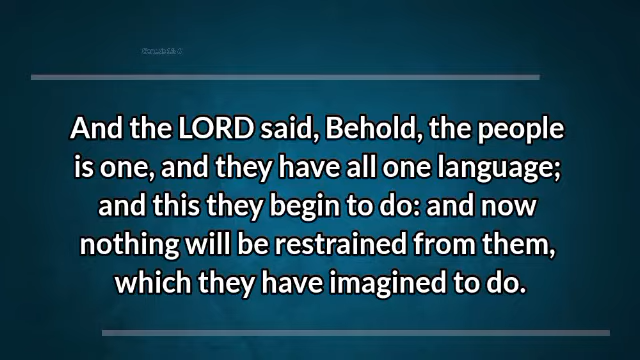 And the LORD said, Behold, the people
is one, and they have all one language;
and this they begin to do: and now
nothing will be restrained from them,
which they have imagined to do.